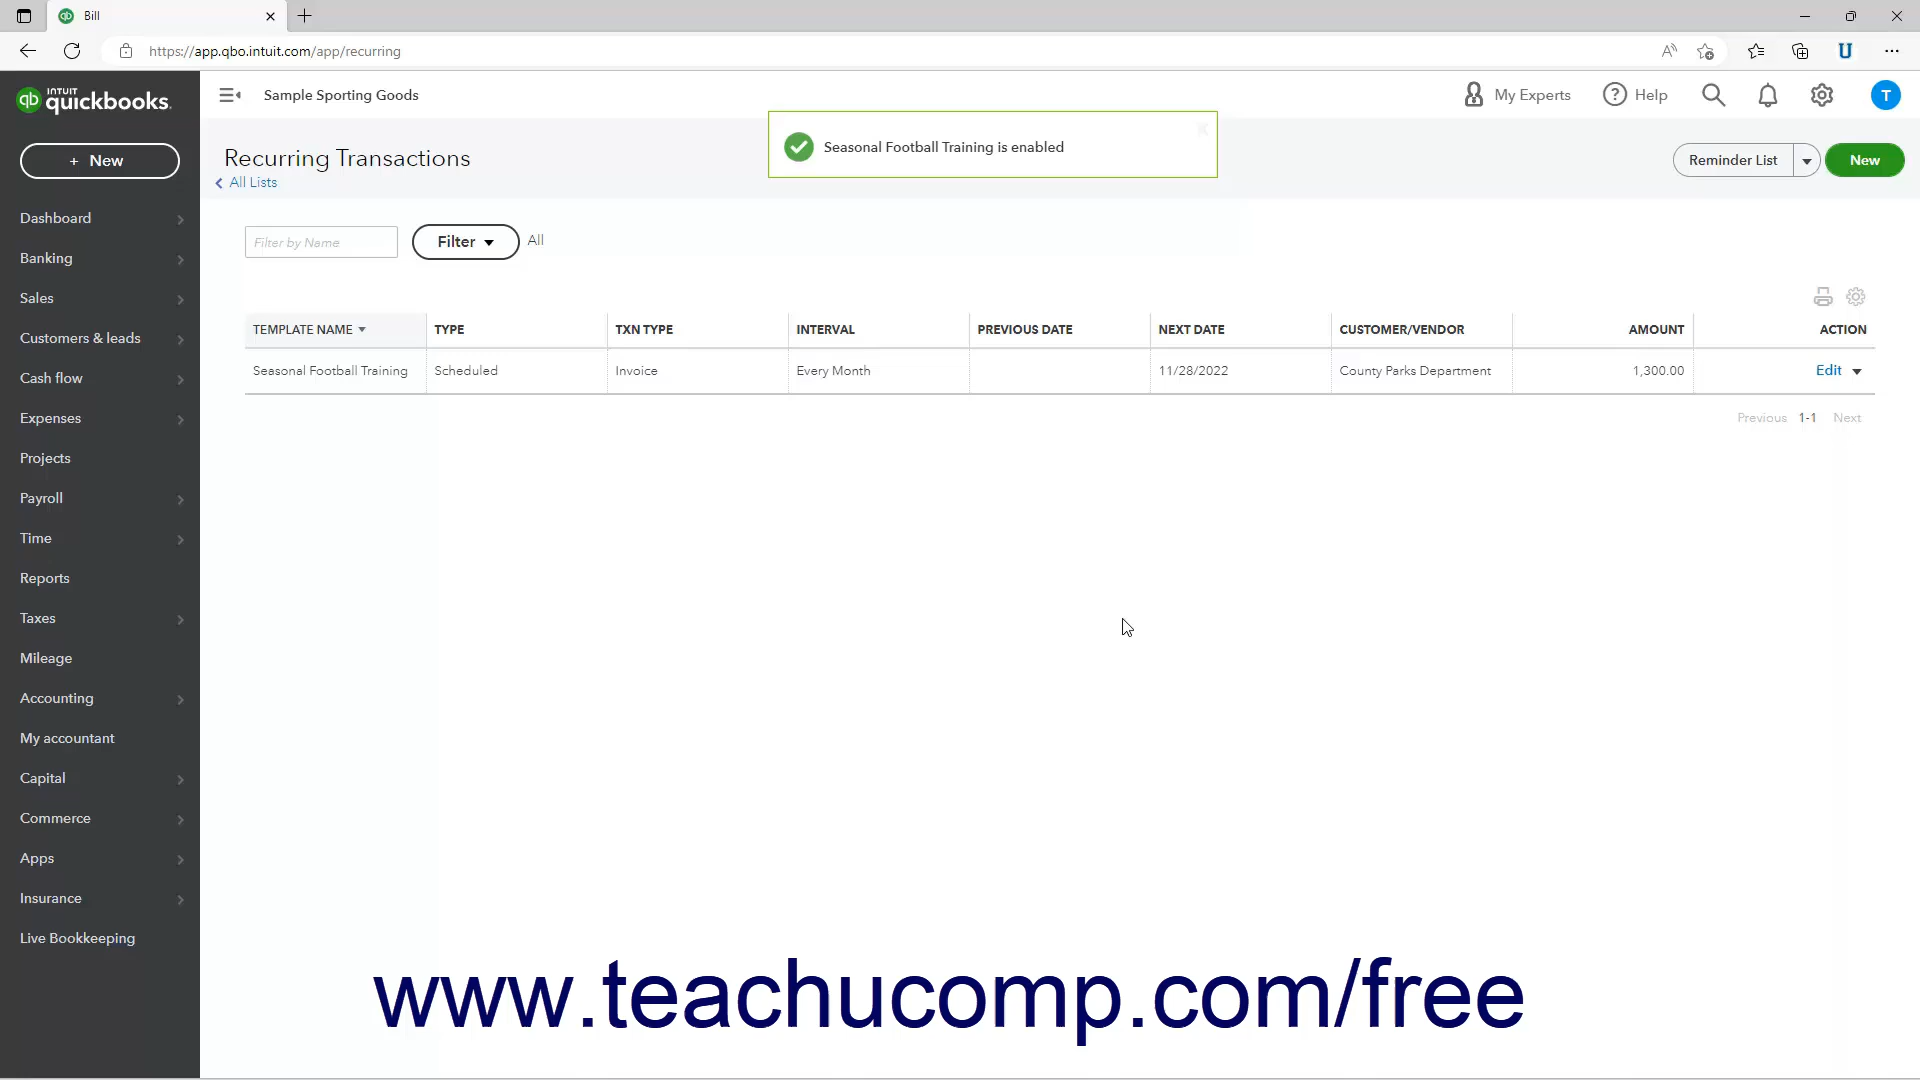 Bill
https://app.qbo.intuit.com/app/recurring
INTUIT
quickbooks.
Sample Sporting Goods
My Experts
Help
T
+ New
Recurring Transactions
All Lists
Seasonal Football Training is enabled
Reminder List
New
Filter by Name
Filter
All
TEMPLATE NAME TYPE TXN TYPE INTERVAL PREVIOUS DATE NEXT DATE CUSTOMER/VENDOR AMOUNT ACTION
Seasonal Football Training Scheduled Invoice Every Month 11/28/2022 County Parks Department 1,300.00 Edit
Previous 1-1 Next
Dashboard
Banking
Sales
Customers & leads
Cash flow
Expenses
Projects
Payroll
Time
Reports
Taxes
Mileage
Accounting
My accountant
Capital
Commerce
Apps
Insurance
Live Bookkeeping
www.teachucomp.com/free